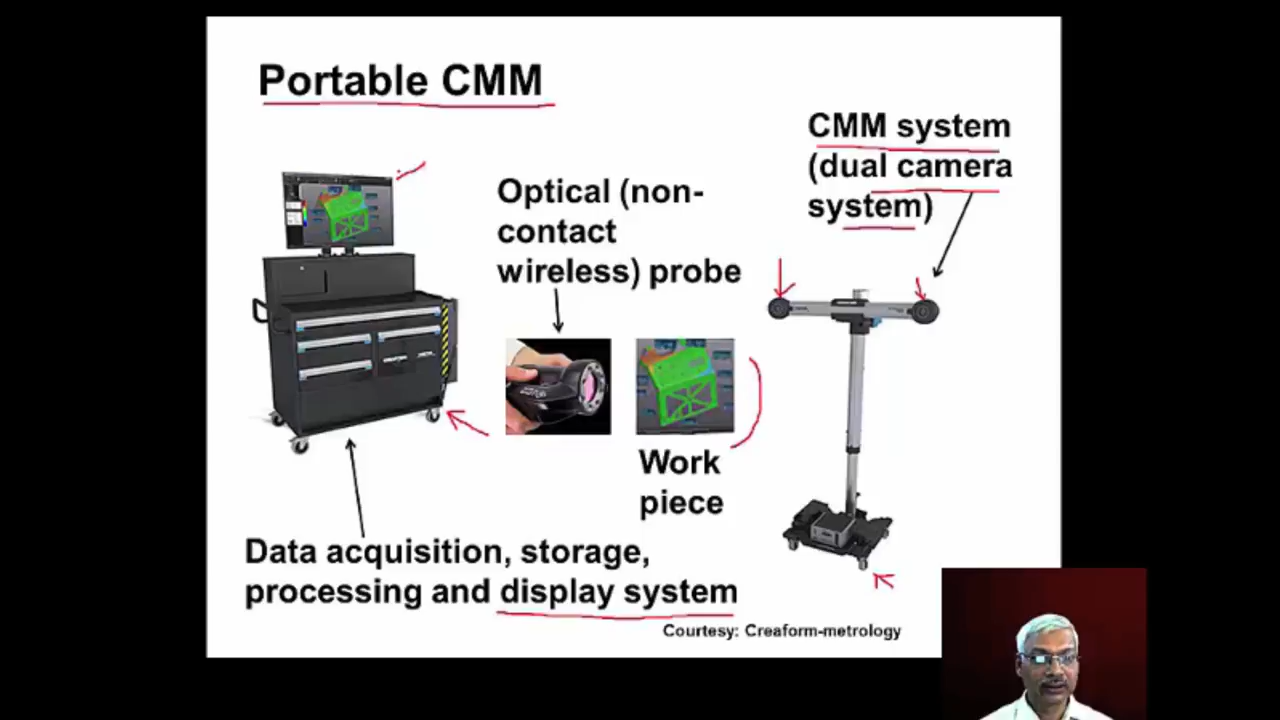 Portable CMM
CMM system
(dual camera
system)
Optical (non-
contact
wireless) probe
Work
piece
Data acquisition, storage,
processing and display system
Courtesy: Creaform-metrology